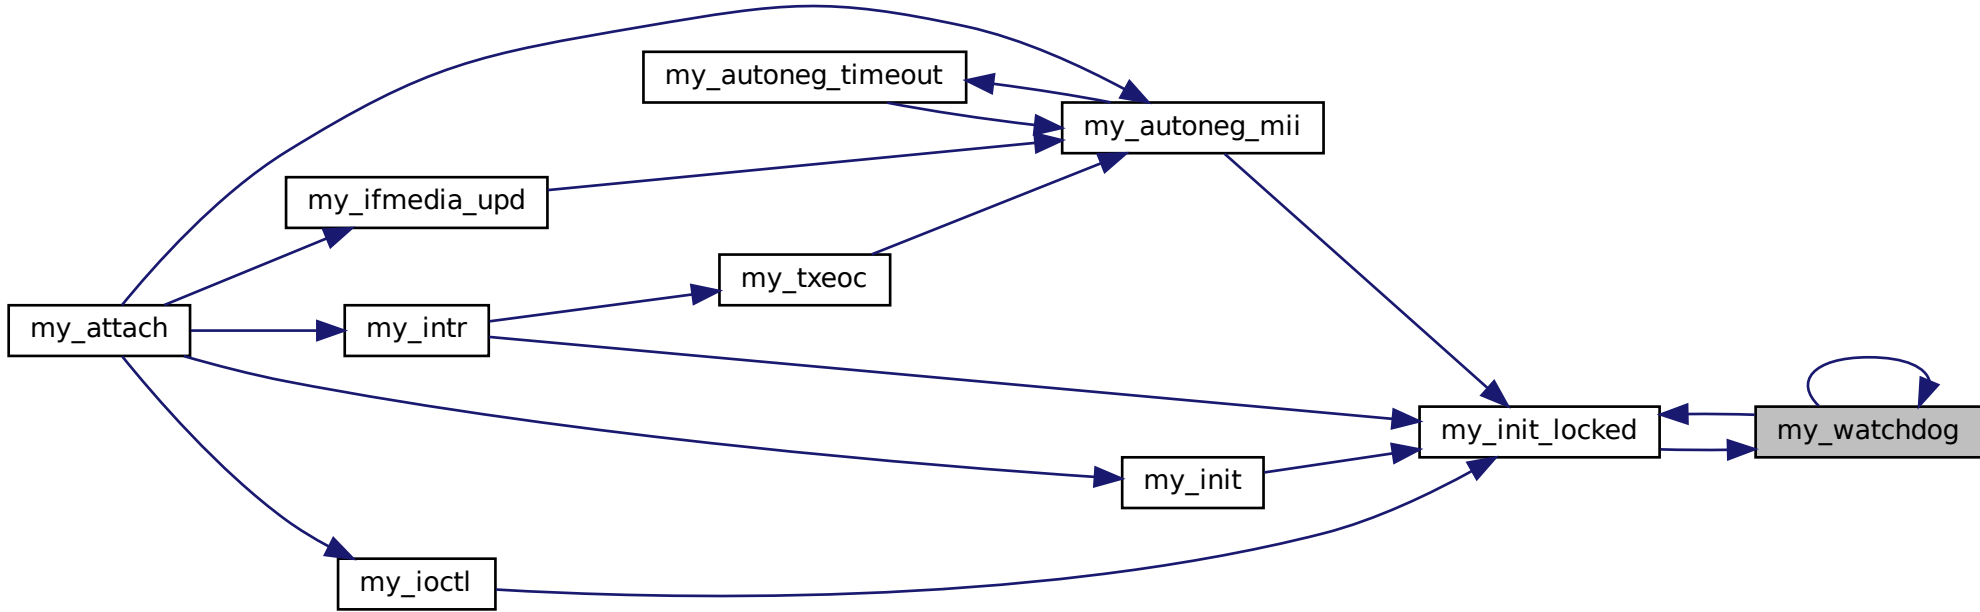 my_autoneg_timeout
my_autoneg_mii
my_ifmedia_upd
my_txeoc
my_attach
my_intr
my_init_locked
my_watchdog
my_init
my_ioctl